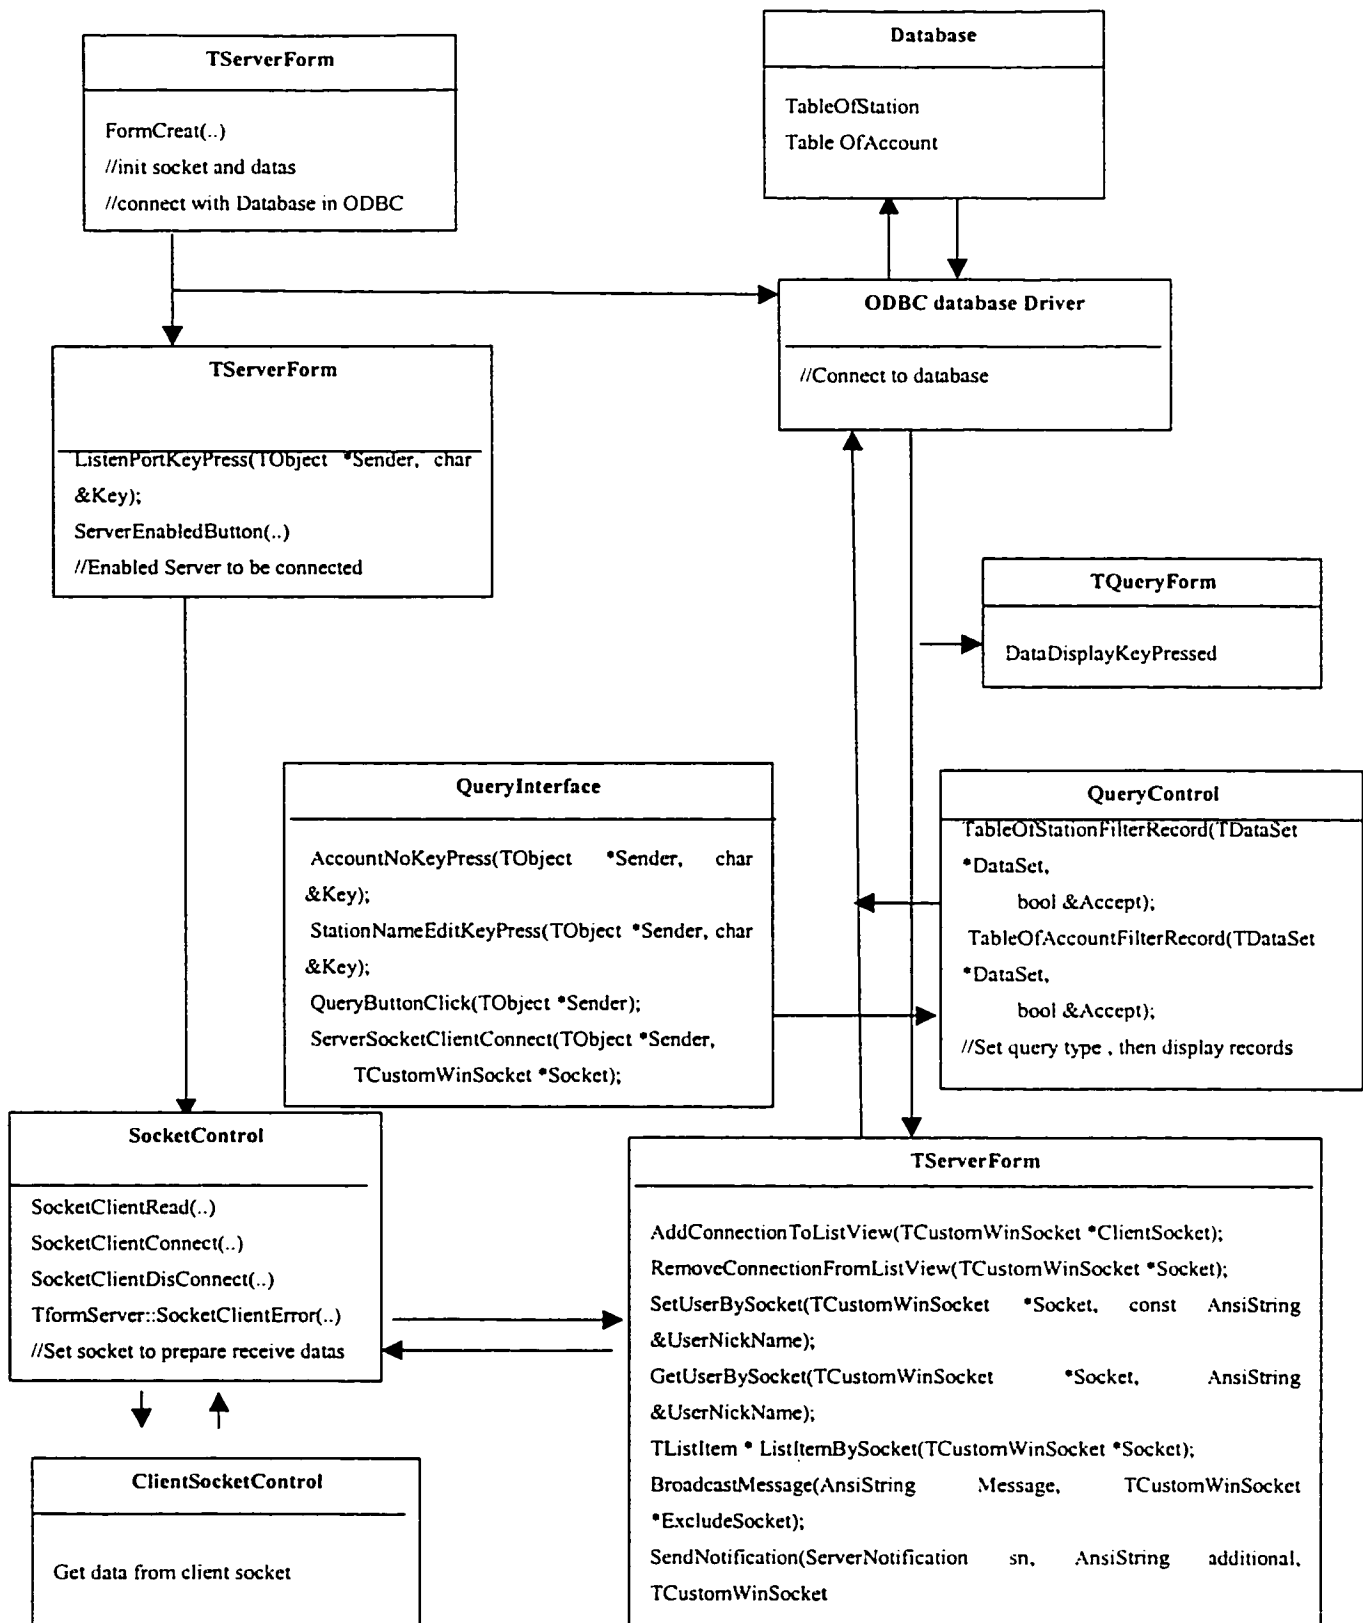 TServerForm
FormCreat(..)
//init socket and datas
//connect with Database in ODBC
Database
TableOfStation
Table OfAccount
ODBC database Driver
//Connect to database
TServerForm
ListenPortKeyPress(TObject *Sender, char
&Key);
ServerEnabledButton(..)
//Enabled Server to be connected
TQueryForm
DataDisplayKeyPressed
QueryInterface
AccountNoKeyPress(TObject *Sender, char
&Key);
StationNameEditKeyPress(TObject *Sender, char
&Key);
QueryButtonClick(TObject *Sender);
ServerSocketClientConnect(TObject *Sender,
TCustomWinSocket *Socket);
QueryControl
TableOfStationFilterRecord(TDataSet
*DataSet,
bool &Accept);
TableOfAccountFilterRecord(TDataSet
*DataSet,
bool &Accept);
//Set query type , then display records
SocketControl
SocketClientRead(..)
SocketClientConnect(..)
SocketClientDisConnect(..)
TformServer::SocketClientError(..)
//Set socket to prepare receive datas
TServerForm
AddConnectionToListView(TCustomWinSocket *ClientSocket);
RemoveConnectionFromListView(TCustomWinSocket *Socket);
SetUserBySocket(TCustomWinSocket *Socket, const AnsiString
&UserNickName);
GetUserBySocket(TCustomWinSocket *Socket, AnsiString
&UserNickName);
TListItem * ListItemBySocket(TCustomWinSocket *Socket);
BroadcastMessage(AnsiString Message, TCustomWinSocket
*ExcludeSocket);
SendNotification(ServerNotification sn, AnsiString additional,
TCustomWinSocket
ClientSocketControl
Get data from client socket